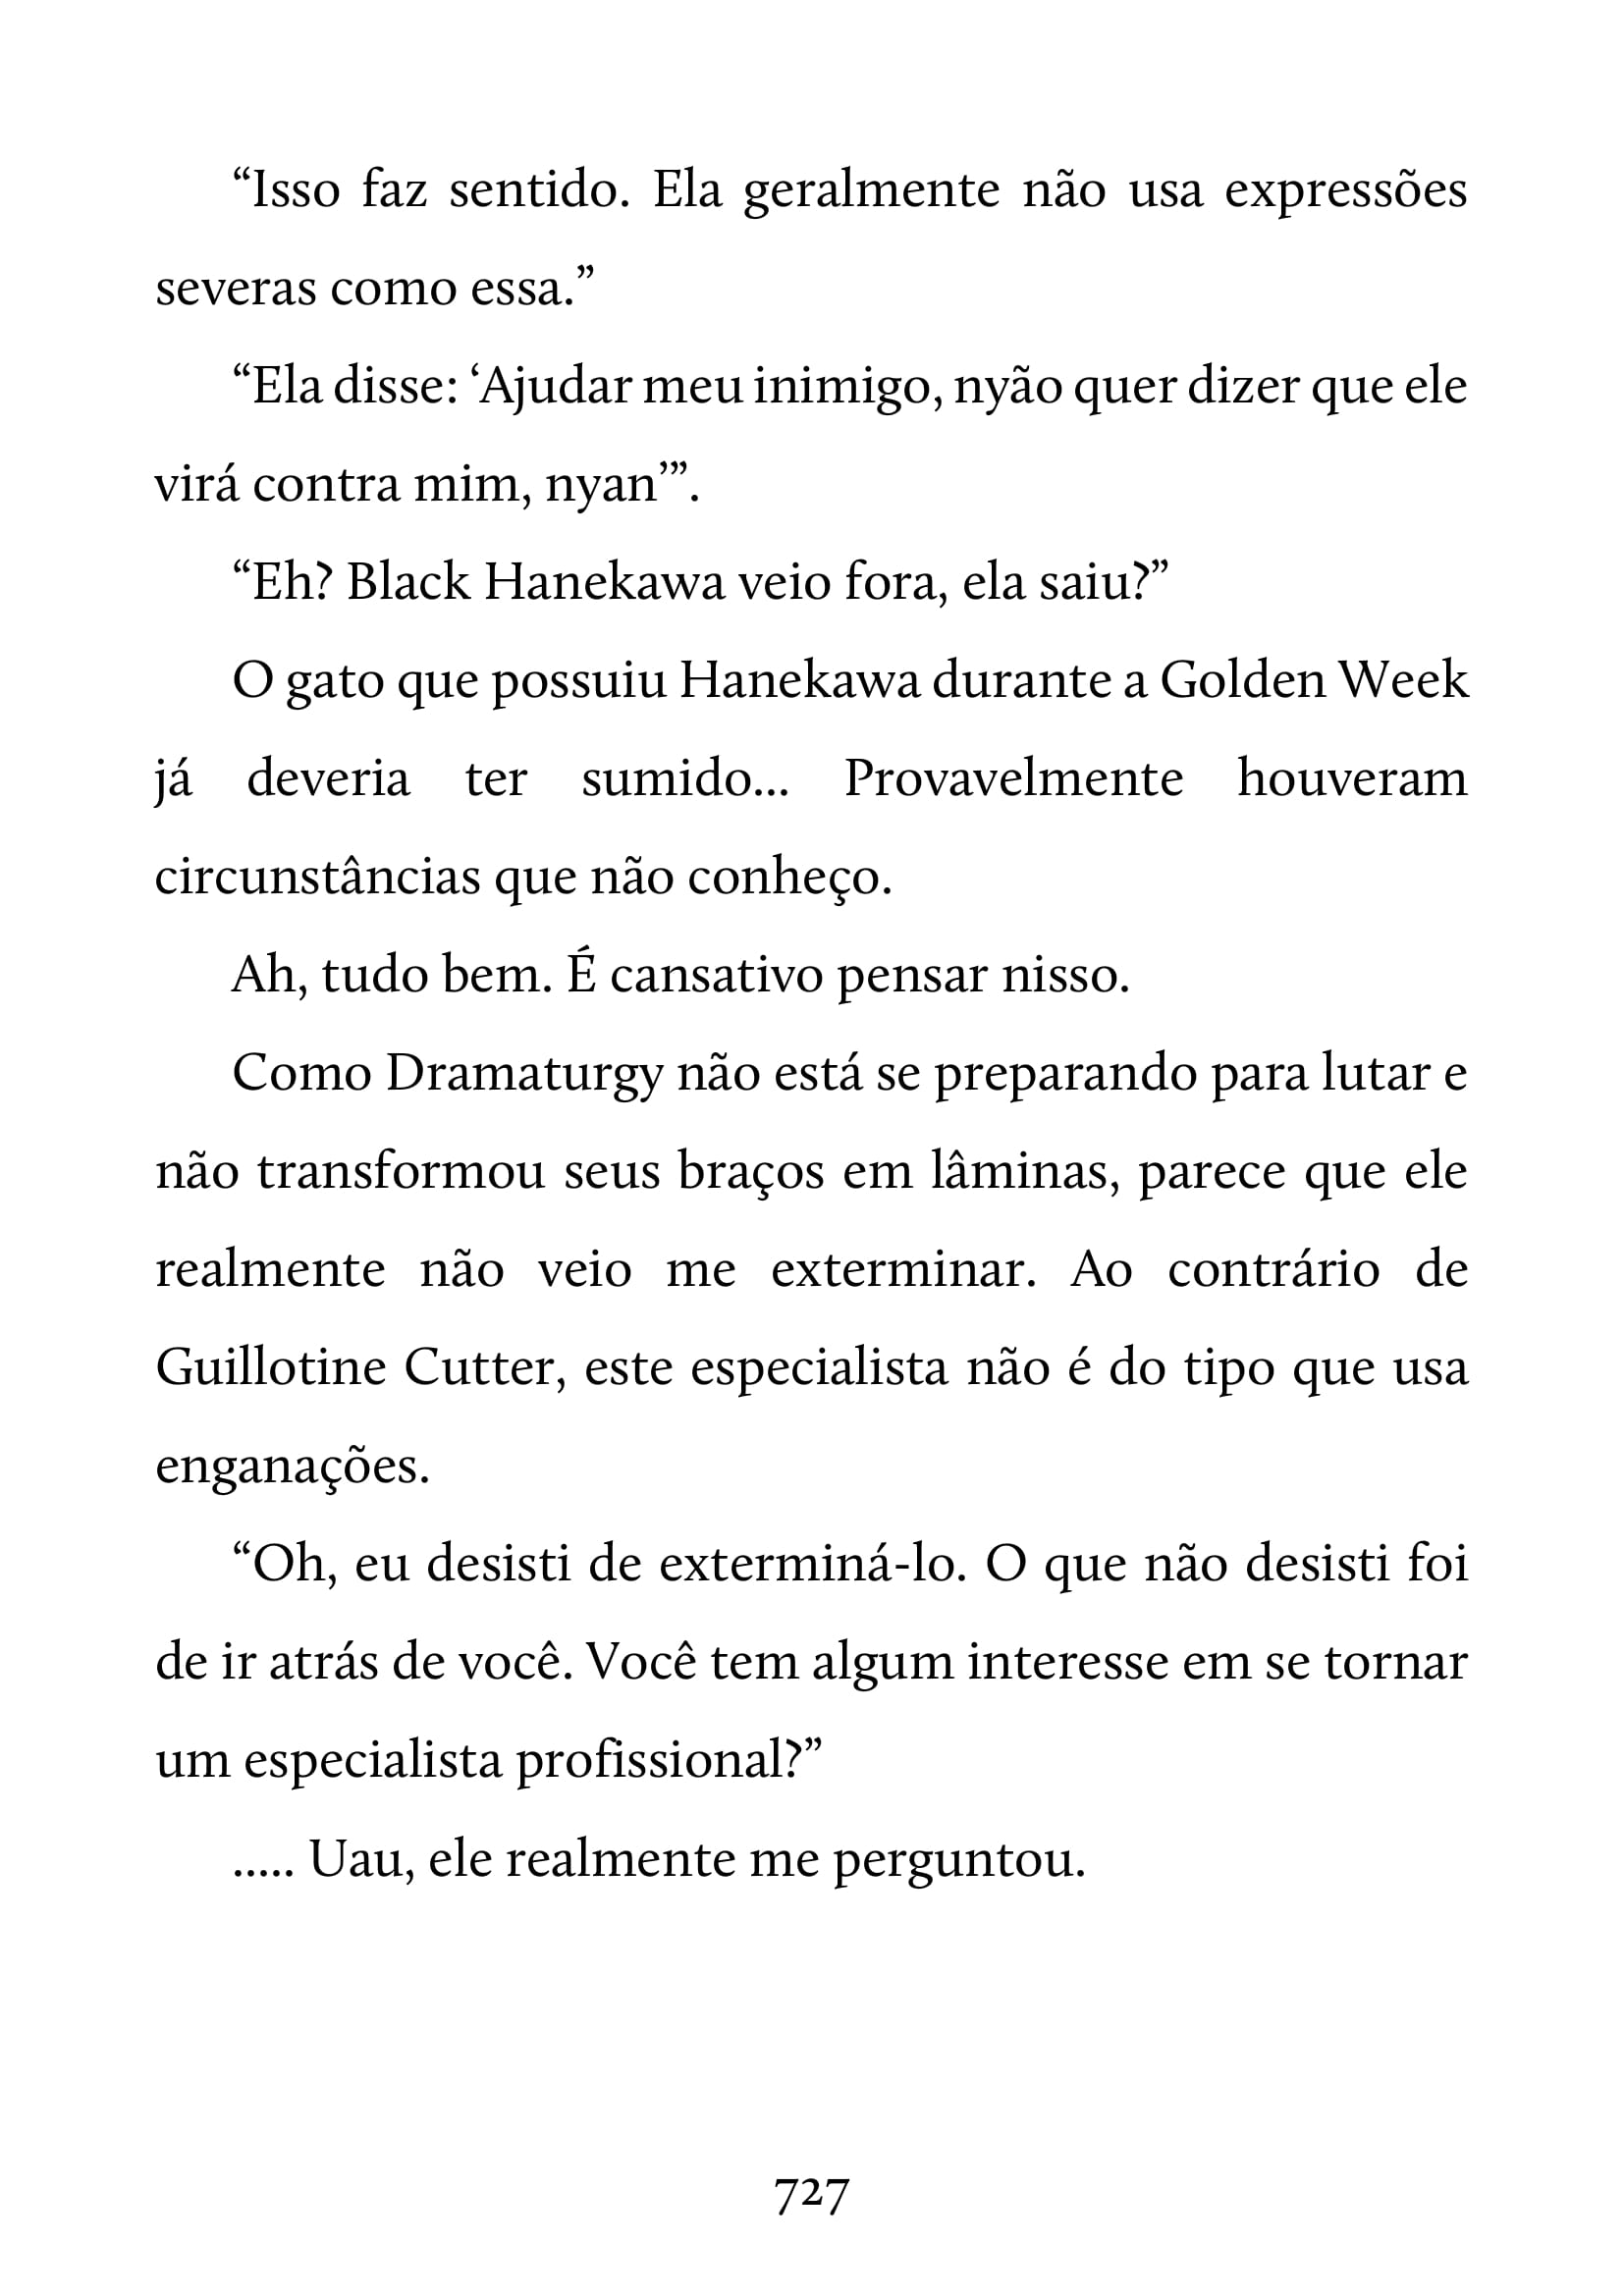 “Isso faz sentido. Ela geralmente não usa expressões
severas como essa.”
“Ela disse: ‘Ajudar meu inimigo, nyão quer dizer que ele
virá contra mim, nyan’”.
“Eh? Black Hanekawa veio fora, ela saiu?”
O gato que possuiu Hanekawa durante a Golden Week
já deveria ter sumido... Provavelmente houveram
circunstâncias que não conheço.
Ah, tudo bem. É cansativo pensar nisso.
Como Dramaturgy não está se preparando para lutar e
não transformou seus braços em lâminas, parece que ele
realmente não veio me exterminar. Ao contrário de
Guillotine Cutter, este especialista não é do tipo que usa
enganações.
“Oh, eu desisti de exterminá-lo. O que não desisti foi
de ir atrás de você. Você tem algum interesse em se tornar
um especialista profissional?”
..... Uau, ele realmente me perguntou.
727